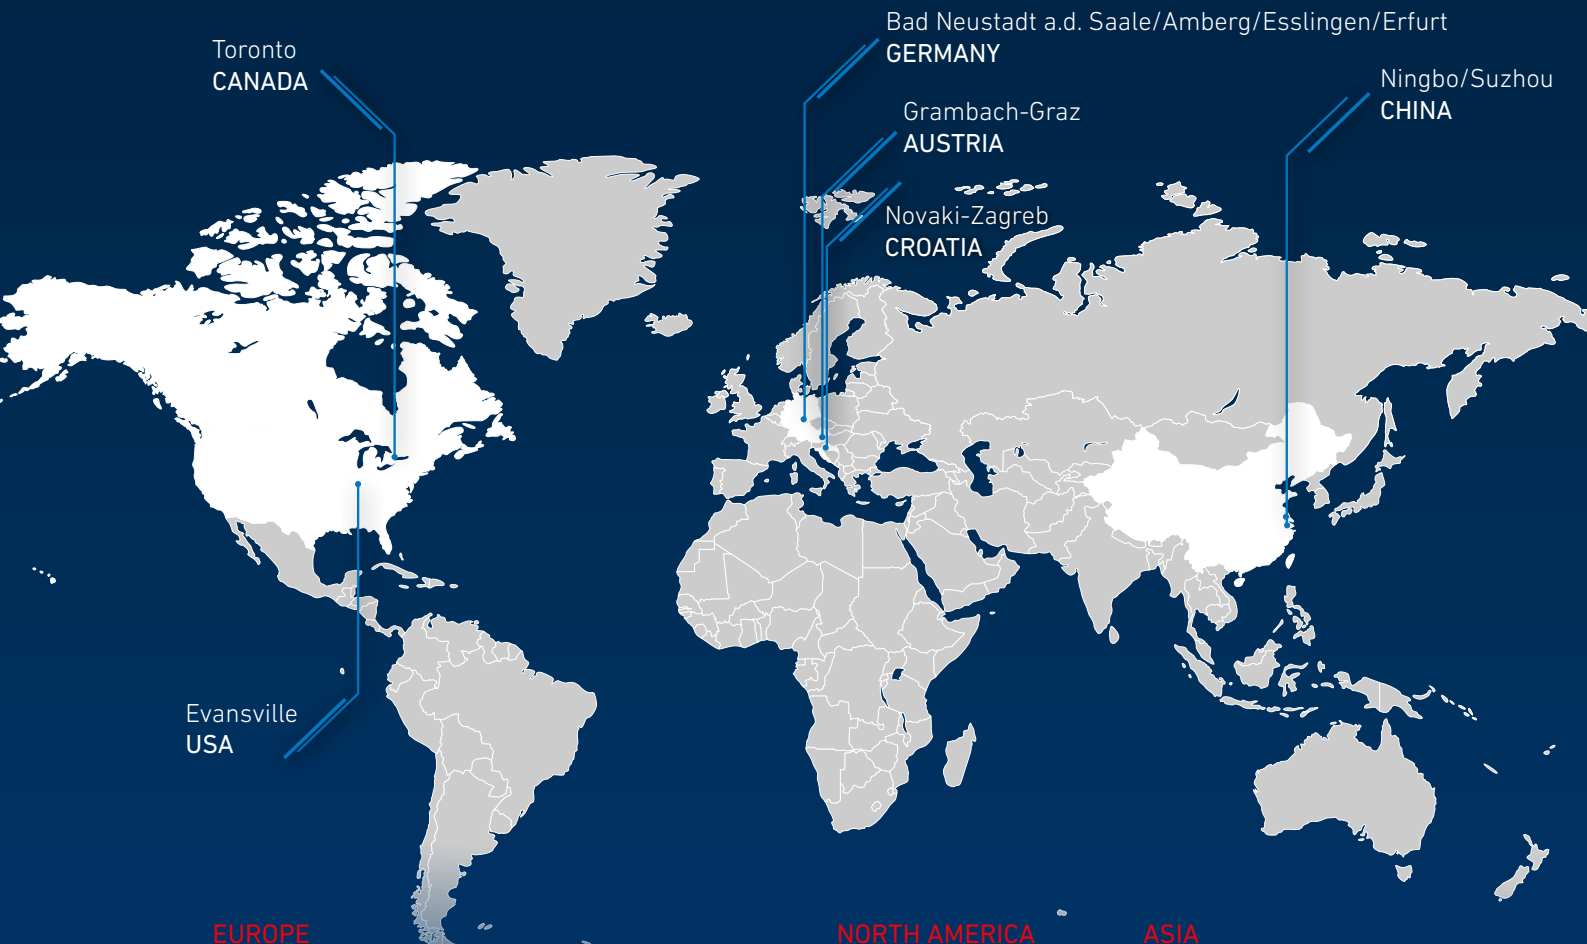 Bad Neustadt a.d. Saale/Amberg/Esslingen/Erfurt
GERMANY
Toronto
CANADA
Ningbo/Suzhou
CHINA
Grambach-Graz
AUSTRIA
Novaki-Zagreb
CROATIA
Evansville
USA
EUROPE
NORTH AMERICA
ASIA